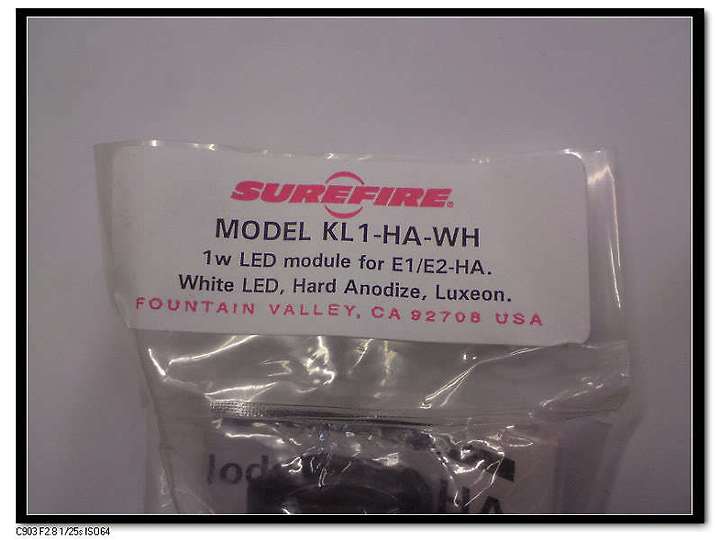 SUREFIRE®
MODEL KL1-HA-WH
1w LED module for E1/E2-HA.
White LED, Hard Anodize, Luxeon.
FOUNTAIN VALLEY, CA 92708 USA
C903 F2.8 1/25s ISO64